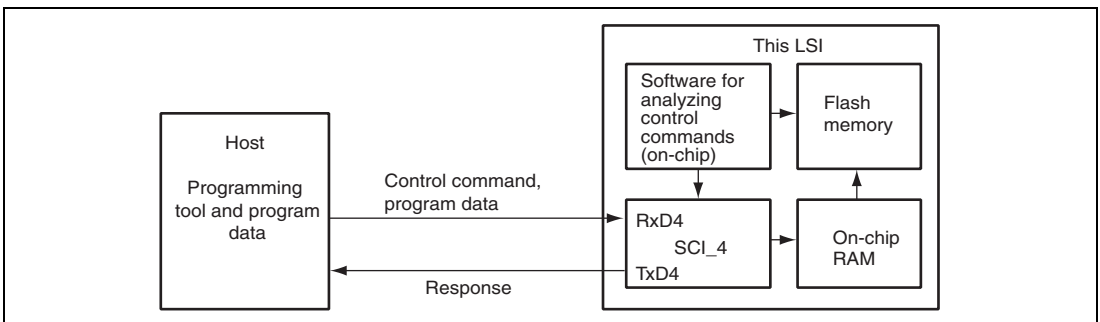 This LSI
Host
Programming
tool and program
data
Control command,
program data
Response
Software for
analyzing
control
commands
(on-chip)
Flash
memory
RxD4
SCI_4
TxD4
On-chip
RAM